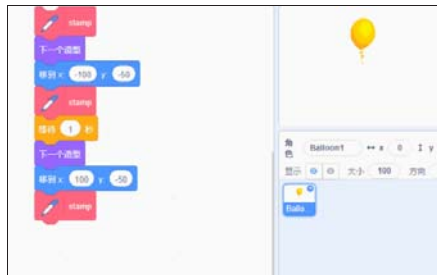 stamp
下一个造型
移到 x: -100 y: -50
stamp
等待 1 秒
下一个造型
移到 x: 100 y: -50
stamp
角色 Balloon1 ↔ x 0 ↕ y
显示 大小 100 方向
Ballo...